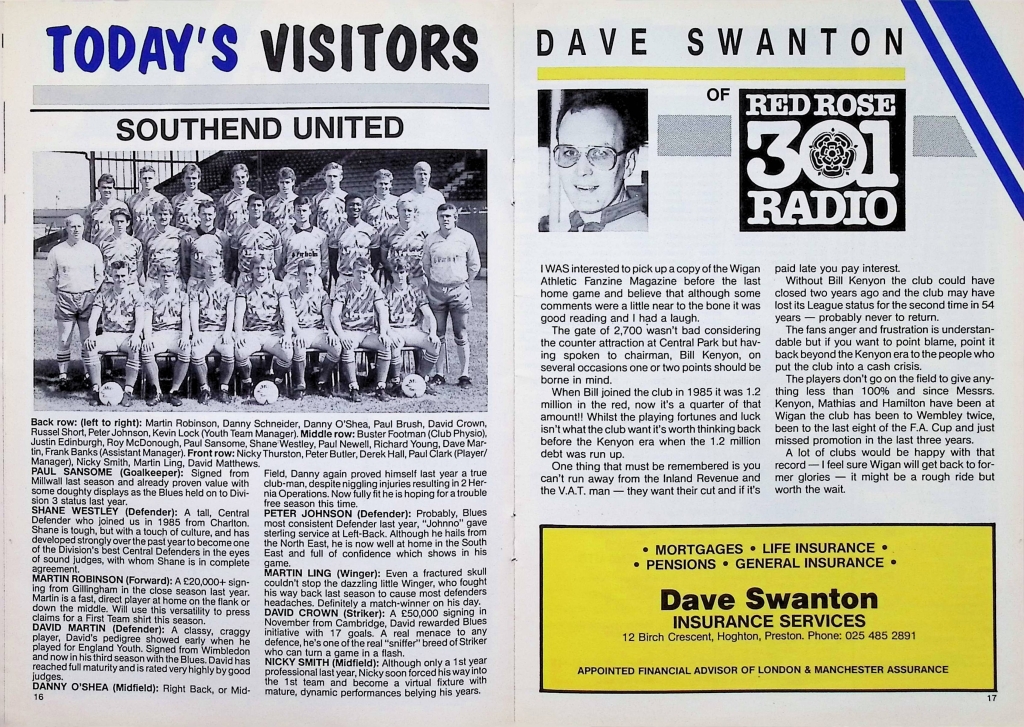 TODAY'S VISITORS
SOUTHEND UNITED
Back row: (left to right): Martin Robinson, Danny Schneider, Danny O'Shea, Paul Brush, David Crown,
Russel Short, Peter Johnson, Kevin Lock (Youth Team Manager). Middle row: Buster Footman (Club Physio),
Justin Edinburgh, Roy McDonough, Paul Sansome, Shane Westley, Paul Newell, Richard Young, Dave Mar-
tin, Frank Banks (Assistant Manager). Front row: Nicky Thurston, Peter Butler, Derek Hall, Paul Clark (Player/
Manager), Nicky Smith, Martin Ling, David Matthews.
PAUL SANSOME (Goalkeeper): Signed from
Millwall last season and already proven value with
some doughty displays as the Blues held on to Divi-
sion 3 status last year.
SHANE WESTLEY (Defender): A tall, Central
Defender who joined us in 1985 from Charlton.
Shane is tough, but with a touch of culture, and has
developed strongly over the past year to become one
of the Division's best Central Defenders in the eyes
of sound judges, with whom Shane is in complete
agreement.
MARTIN ROBINSON (Forward): A £20,000+ sign-
ing from Gillingham in the close season last year.
Martin is a fast, direct player at home on the flank or
down the middle. Will use this versatility to press
claims for a First Team shirt this season.
DAVID MARTIN (Defender): A classy, craggy
player, David's pedigree showed early when he
played for England Youth. Signed from Wimbledon
and now in his third season with the Blues. David has
reached full maturity and is rated very highly by good
judges.
DANNY O'SHEA (Midfield): Right Back, or Mid-
16
Field, Danny again proved himself last year a true
club-man, despite niggling injuries resulting in 2 Her-
nia Operations. Now fully fit he is hoping for a trouble
free season this time.
PETER JOHNSON (Defender): Probably, Blues
most consistent Defender last year, "Johnno" gave
sterling service at Left-Back. Although he hails from
the North East, he is now well at home in the South
East and full of confidence which shows in his
game.
MARTIN LING (Winger): Even a fractured skull
couldn't stop the dazzling little Winger, who fought
his way back last season to cause most defenders
headaches. Definitely a match-winner on his day.
DAVID CROWN (Striker): A £50,000 signing in
November from Cambridge, David rewarded Blues
initiative with 17 goals. A real menace to any
defence, he's one of the real "sniffer" breed of Striker
who can turn a game in a flash.
NICKY SMITH (Midfield): Although only a 1st year
professional last year, Nicky soon forced his way into
the 1st team and become a virtual fixture with
mature, dynamic performances belying his years.
DAVE SWANTON
OF
RED ROSE
301
RADIO
I WAS interested to pick up a copy of the Wigan
Athletic Fanzine Magazine before the last
home game and believe that although some
comments were a little near to the bone it was
good reading and I had a laugh.
The gate of 2,700 wasn't bad considering
the counter attraction at Central Park but hav-
ing spoken to chairman, Bill Kenyon, on
several occasions one or two points should be
borne in mind.
When Bill joined the club in 1985 it was 1.2
million in the red, now it's a quarter of that
amount!! Whilst the playing fortunes and luck
isn't what the club want it's worth thinking back
before the Kenyon era when the 1.2 million
debt was run up.
One thing that must be remembered is you
can't run away from the Inland Revenue and
the V.A.T. man — they want their cut and if it's
paid late you pay interest.
Without Bill Kenyon the club could have
closed two years ago and the club may have
lost its League status for the second time in 54
years — probably never to return.
The fans anger and frustration is understan-
dable but if you want to point blame, point it
back beyond the Kenyon era to the people who
put the club into a cash crisis.
The players don't go on the field to give any-
thing less than 100% and since Messrs.
Kenyon, Mathias and Hamilton have been at
Wigan the club has been to Wembley twice,
been to the last eight of the F.A. Cup and just
missed promotion in the last three years.
A lot of clubs would be happy with that
record — I feel sure Wigan will get back to for-
mer glories — it might be a rough ride but
worth the wait.
• MORTGAGES • LIFE INSURANCE •
• PENSIONS • GENERAL INSURANCE •
Dave Swanton
INSURANCE SERVICES
12 Birch Crescent, Hoghton, Preston. Phone: 025 485 2891
APPOINTED FINANCIAL ADVISOR OF LONDON & MANCHESTER ASSURANCE
17